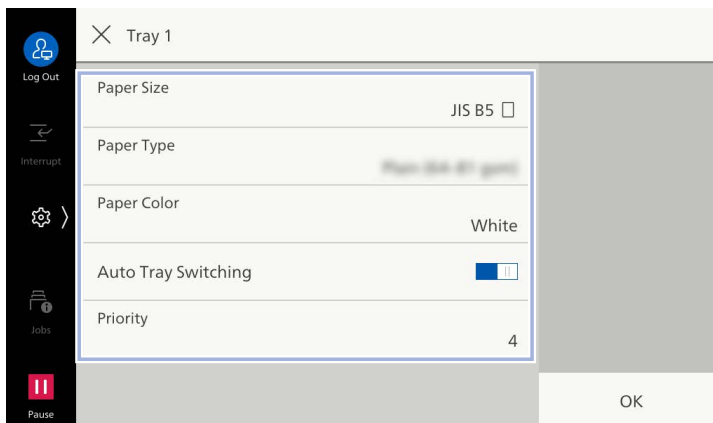 Tray 1
Log Out
Paper Size
JIS B5
Paper Type
Interrupt
Paper Color
White
Auto Tray Switching
Priority
4
Jobs
Pause
OK